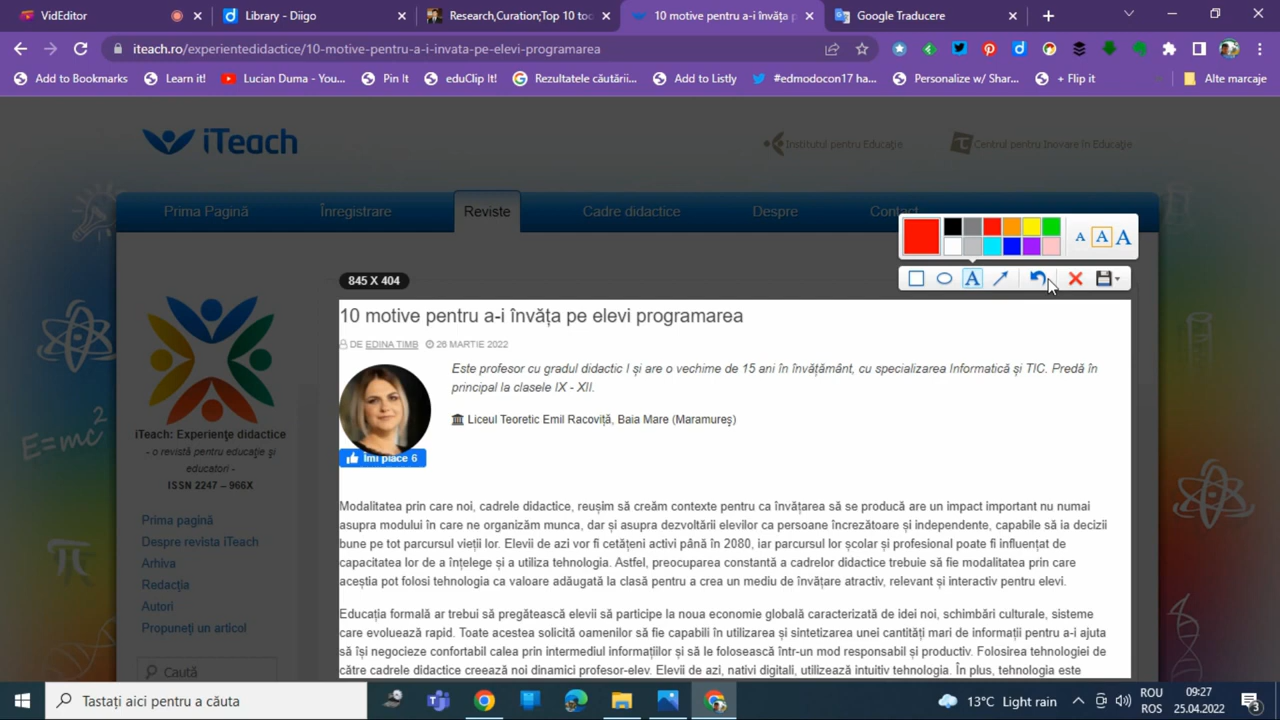 VidEditor
Library - Diigo
Research,Curation;Top 10 too
10 motive pentru a-i învăța p
Google Traducere
iteach.ro/experientedidactice/10-motive-pentru-a-i-invata-pe-elevi-programarea
Add to Bookmarks
Learn it!
Lucian Duma - You...
Pin It
eduClip It!
Rezultatele căutării...
Add to Listly
#edmodocon17 ha...
Personalize w/ Shar...
+ Flip it
Alte marcaje
iTeach
Institutul pentru Educaţie
Centrul pentru Inovare în Educaţie
Prima Pagină
Înregistrare
Reviste
Cadre didactice
Despre
Contact
A A A
845 X 404
A
10 motive pentru a-i învăța pe elevi programarea
DE EDINA TIMB 26 MARTIE 2022
Este profesor cu gradul didactic I și are o vechime de 15 ani în învățământ, cu specializarea Informatică și TIC. Predă în
principal la clasele IX - XII.
Liceul Teoretic Emil Racoviță, Baia Mare (Maramureş)
Îmi place 6
E=mc²
π
iTeach: Experienţe didactice
- o revistă pentru educaţie şi
educatori -
ISSN 2247 – 966X
Prima pagină
Despre revista iTeach
Arhiva
Redacţia
Autori
Propuneți un articol
Caută
Modalitatea prin care noi, cadrele didactice, reușim să creăm contexte pentru ca învățarea să se producă are un impact important nu numai
asupra modului în care ne organizăm munca, dar și asupra dezvoltării elevilor ca persoane încrezătoare și independente, capabile să ia decizii
bune pe tot parcursul vieții lor. Elevii de azi vor fi cetățeni activi până în 2080, iar parcursul lor școlar și profesional poate fi influențat de
capacitatea lor de a înțelege și a utiliza tehnologia. Astfel, preocuparea constantă a cadrelor didactice trebuie să fie modalitatea prin care
aceștia pot folosi tehnologia ca valoare adăugată la clasă pentru a crea un mediu de învățare atractiv, relevant și interactiv pentru elevi.
Educația formală ar trebui să pregătească elevii să participe la noua economie globală caracterizată de idei noi, schimbări culturale, sisteme
care evoluează rapid. Toate acestea solicită oamenilor să fie capabili în utilizarea și sintetizarea unei cantități mari de informații pentru a-i ajuta
să își negocieze confortabil calea prin intermediul informațiilor și să le folosească într-un mod responsabil și productiv. Folosirea tehnologiei de
către cadrele didactice creează noi dinamici profesor-elev. Elevii de azi, nativi digitali, utilizează intuitiv tehnologia. În plus, tehnologia este
Tastați aici pentru a căuta
13°C Light rain
ROU
ROS
09:27
25.04.2022
3